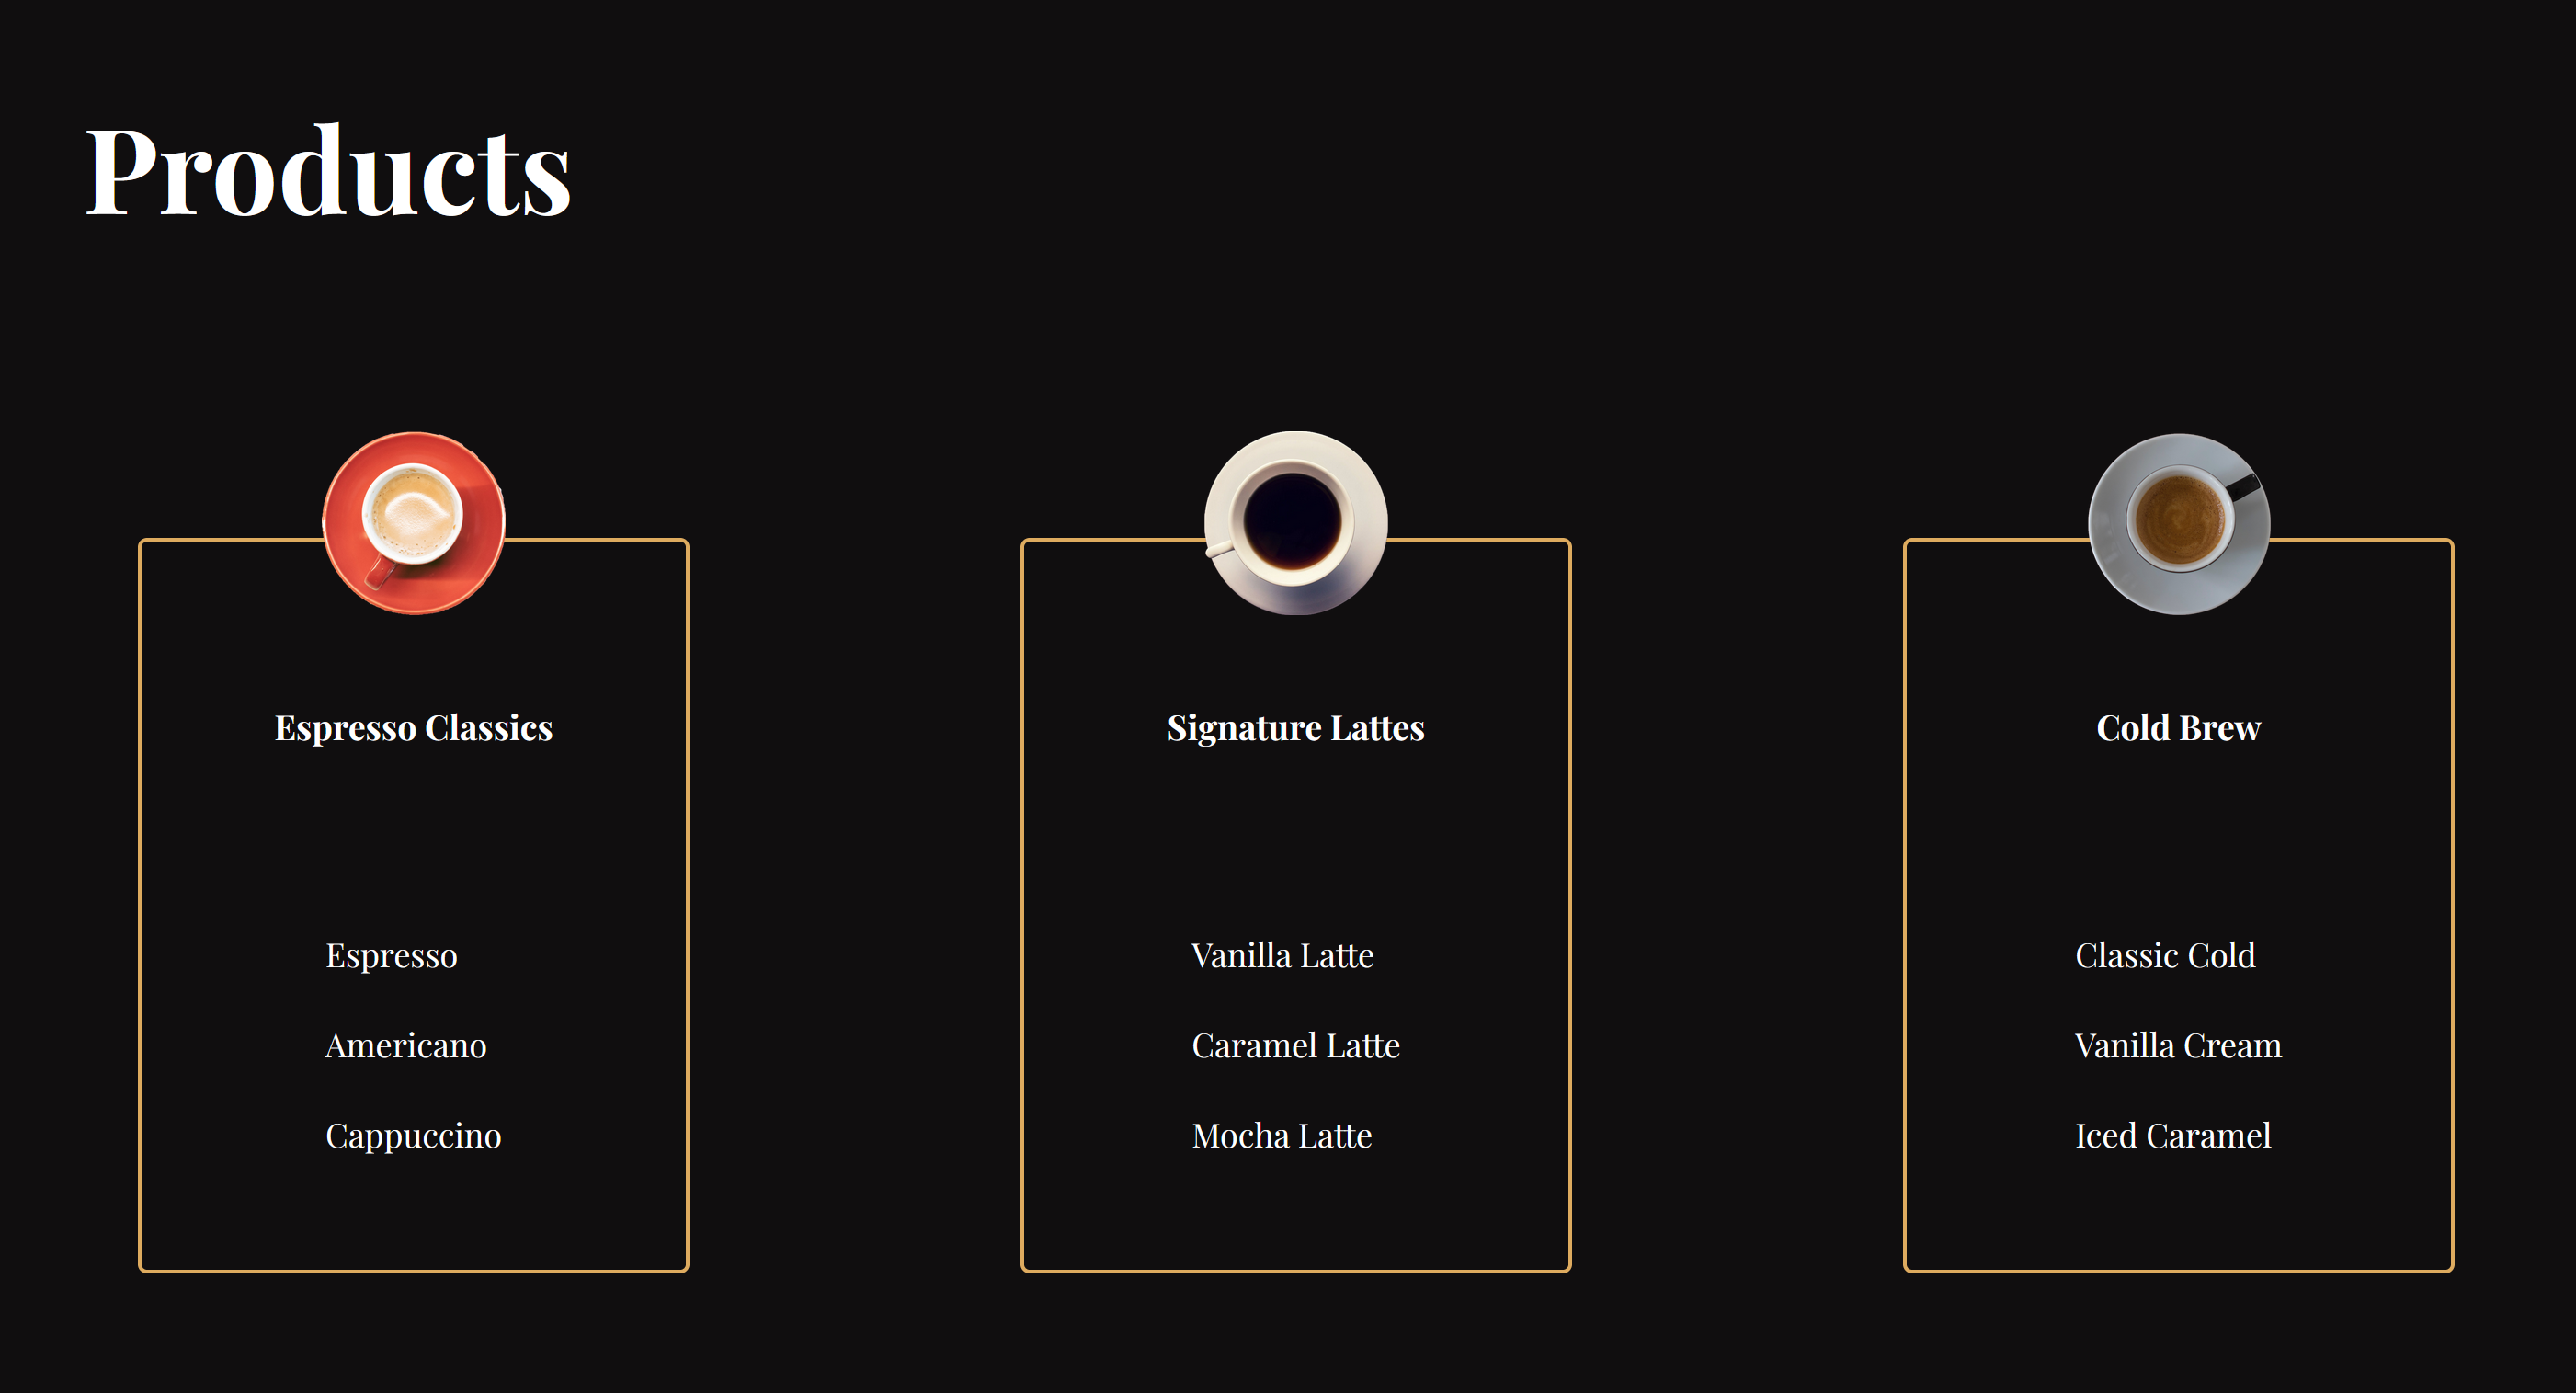 Products
Espresso Classics
Espresso
Americano
Cappuccino
Signature Lattes
Vanilla Latte
Caramel Latte
Mocha Latte
Cold Brew
Classic Cold
Vanilla Cream
Iced Caramel